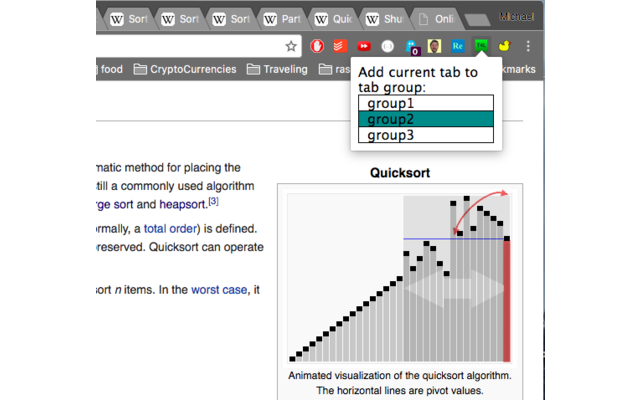 Sort
Sort
Sort
Part
Quic
Shu
Onli
Michael
0
Re
TAB
food
CryptoCurrencies
Traveling
ras
kmarks
Add current tab to
tab group:
group1
group2
group3
matic method for placing the
still a commonly used algorithm
rge sort and heapsort.[3]
ormally, a total order) is defined.
reserved. Quicksort can operate
sort n items. In the worst case, it
Quicksort
Animated visualization of the quicksort algorithm.
The horizontal lines are pivot values.